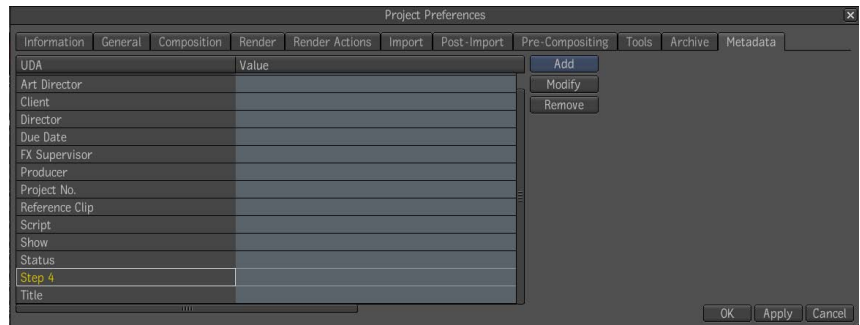 Project Preferences
Information General Composition Render Render Actions Import Post-Import Pre-Compositing Tools Archive Metadata
UDA Value Add
Art Director Modify
Client Remove
Director
Due Date
FX Supervisor
Producer
Project No.
Reference Clip
Script
Show
Status
Step 4
Title
OK Apply Cancel